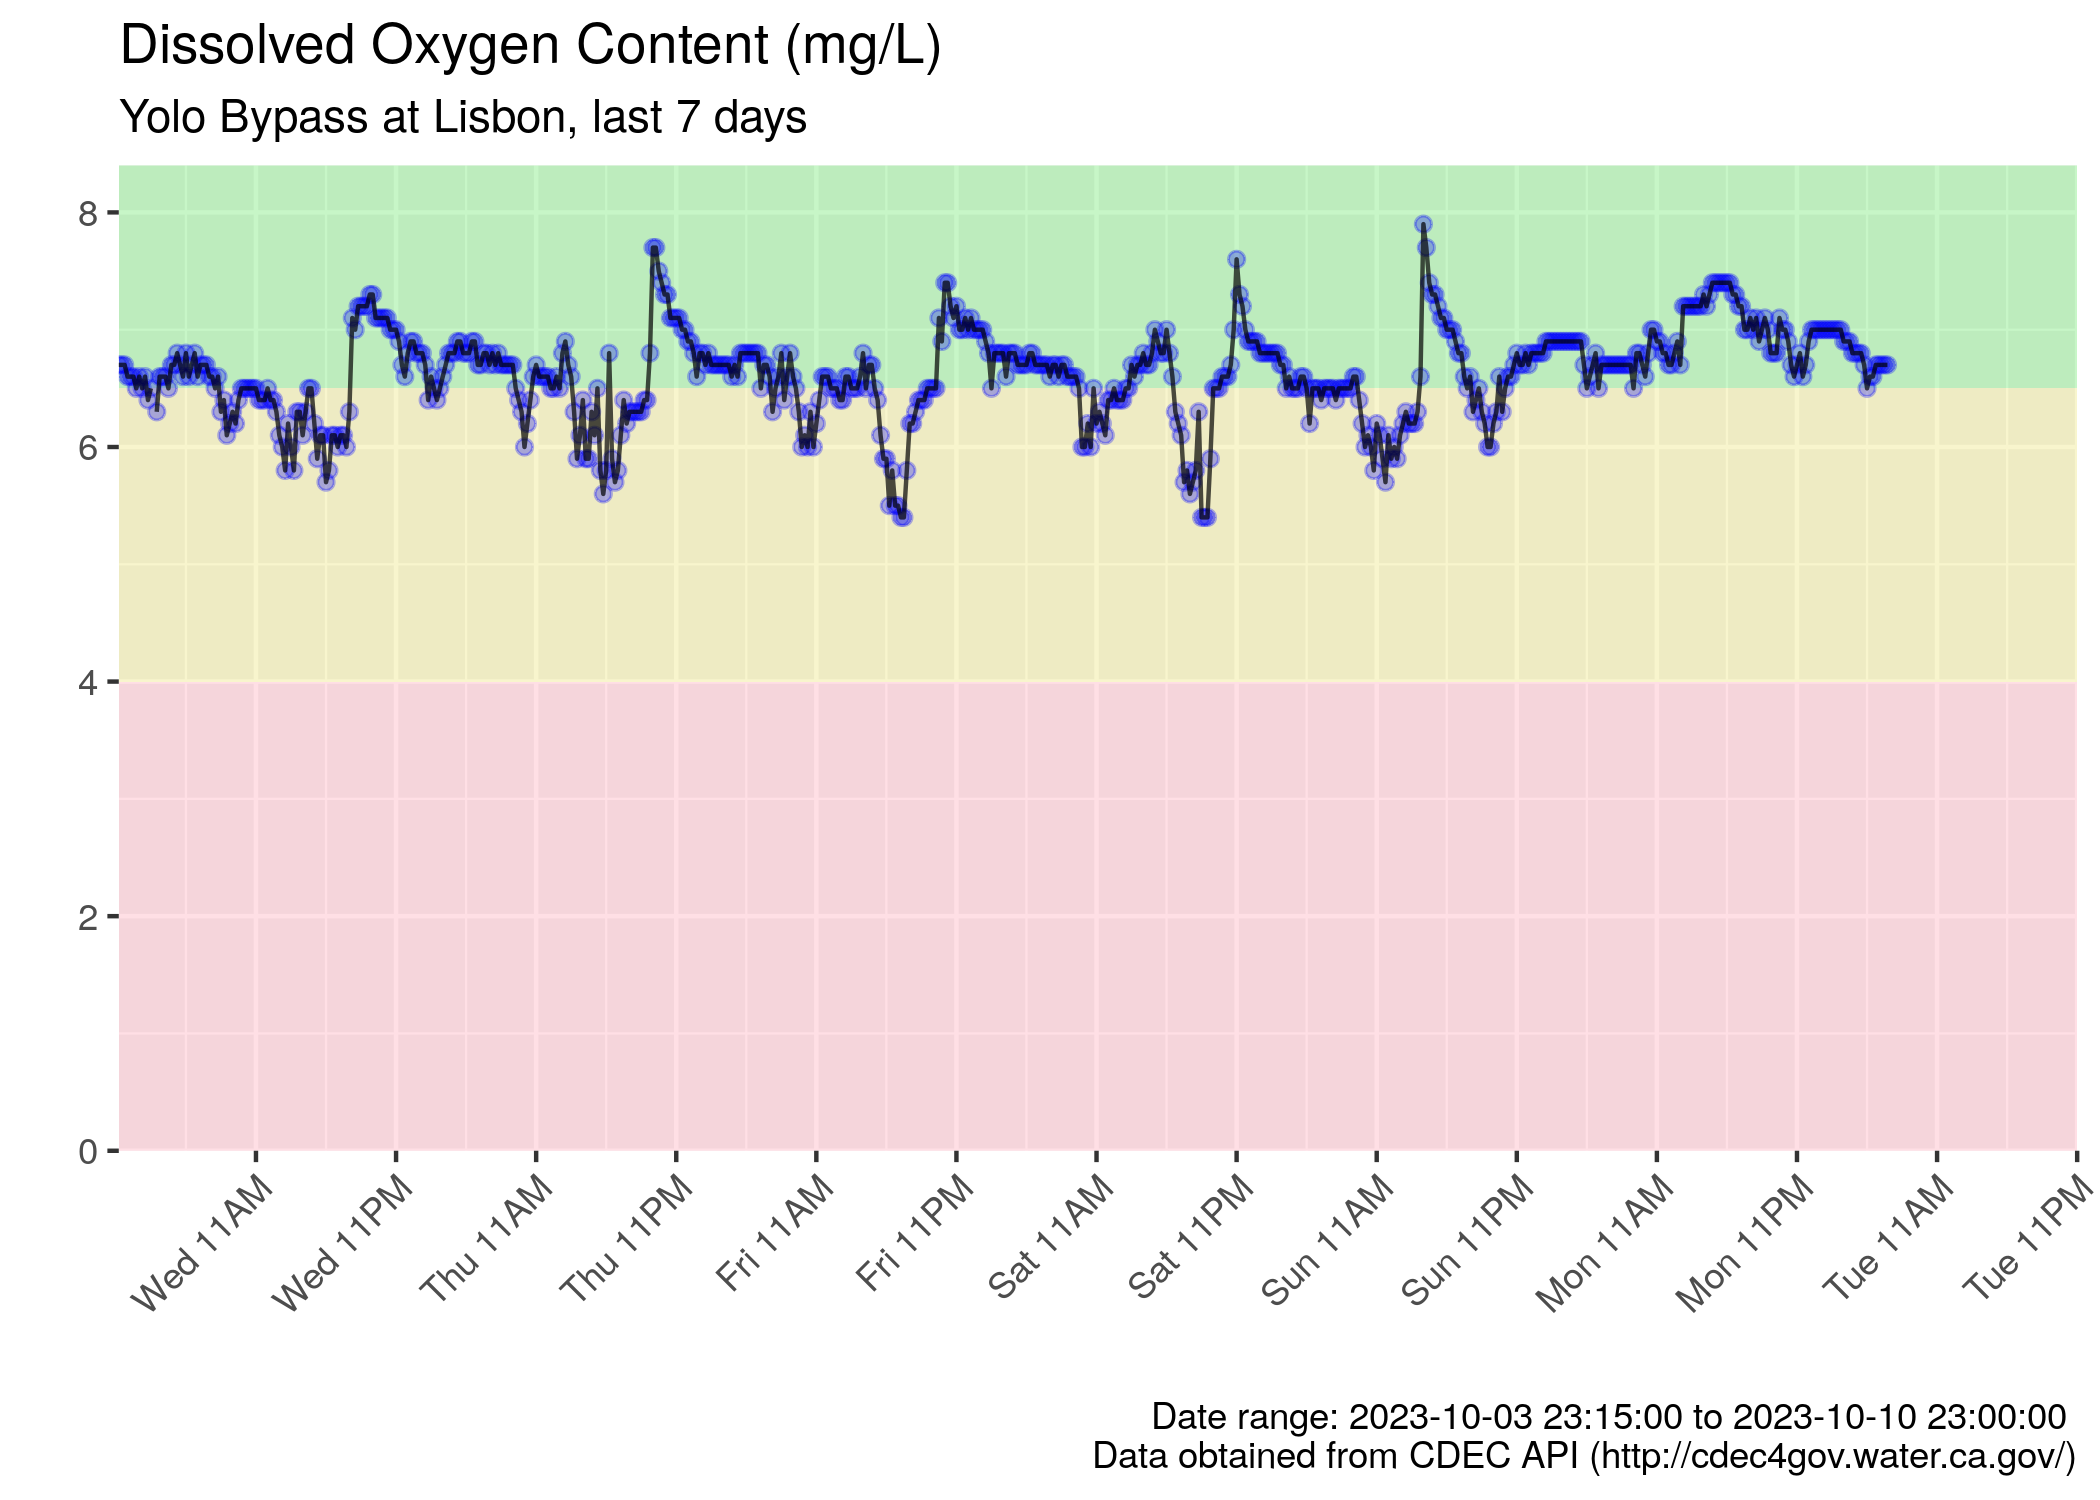 Dissolved Oxygen Content (mg/L)
Yolo Bypass at Lisbon, last 7 days
8
6
4
2
0
Wed 11AM
Wed 11PM
Thu 11AM
Thu 11PM
Fri 11AM
Fri 11PM
Sat 11AM
Sat 11PM
Sun 11AM
Sun 11PM
Mon 11AM
Mon 11PM
Tue 11AM
Tue 11PM
Date range: 2023-10-03 23:15:00 to 2023-10-10 23:00:00
Data obtained from CDEC API (http://cdec4gov.water.ca.gov/)